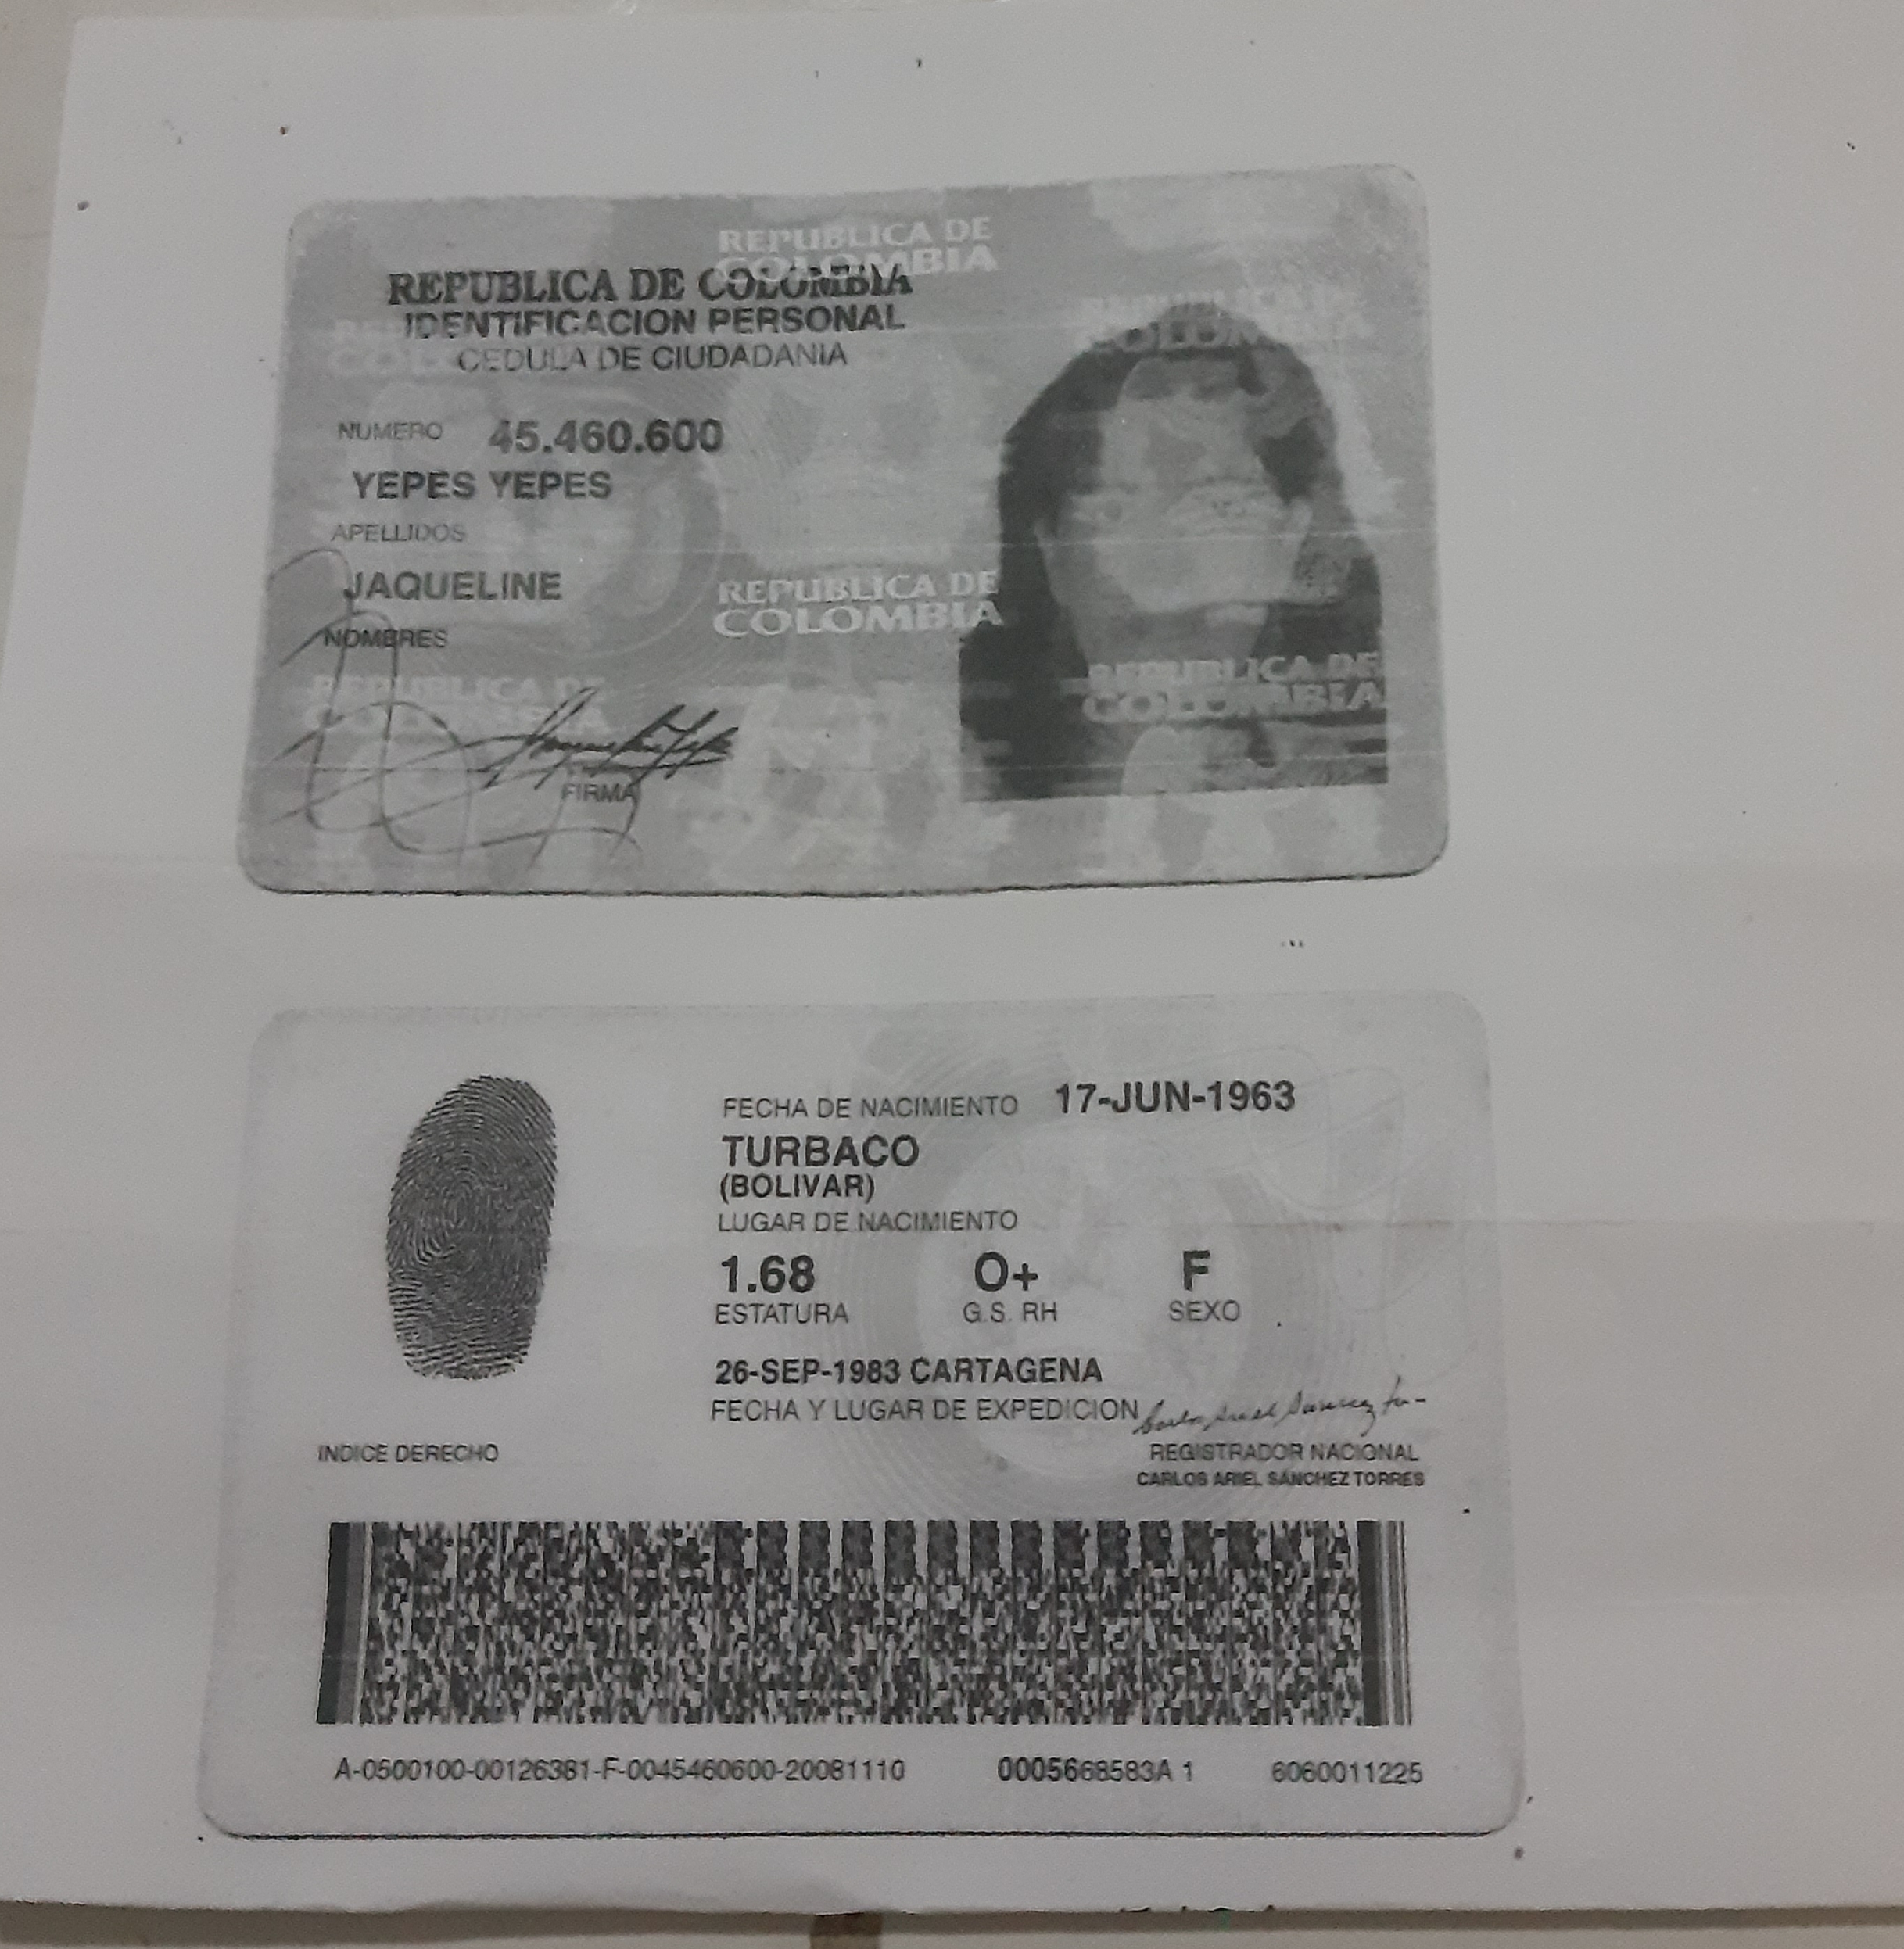 REPUBLICA DE COLOMBIA
REPUBLICA DE COLOMBIA
IDENTIFICACION PERSONAL
CEDULA DE CIUDADANIA
NUMERO 45.460.600
YEPES YEPES
APELLIDOS
JAQUELINE
NOMBRES
REPUBLICA DE
COLOMBIA
REPUBLICA DE
COLOMBIA
REPUBLICA DE
COLOMBIA
FIRMA
FECHA DE NACIMIENTO 17-JUN-1963
TURBACO
(BOLIVAR)
LUGAR DE NACIMIENTO
1.68 O+ F
ESTATURA G.S. RH SEXO
26-SEP-1983 CARTAGENA
FECHA Y LUGAR DE EXPEDICION
INDICE DERECHO
REGISTRADOR NACIONAL
CARLOS ARIEL SANCHEZ TORRES
A-0500100-00126381-F-0045460600-20081110 0005668583A 1 6060011225